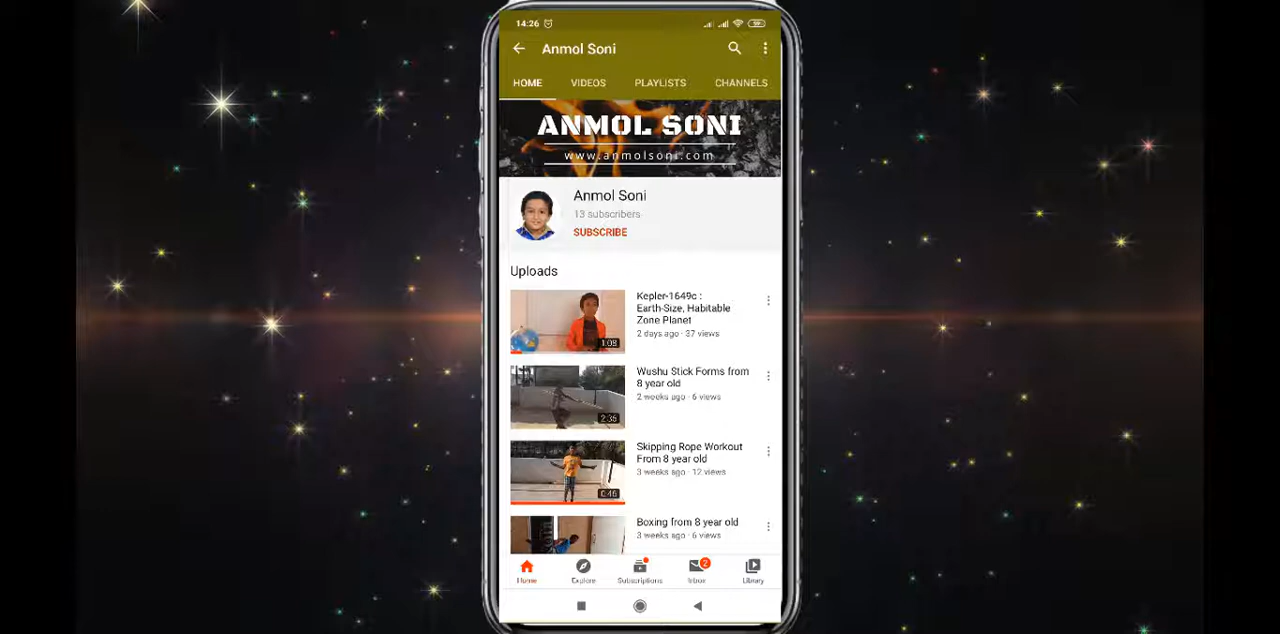 14:26
Anmol Soni
HOME VIDEOS PLAYLISTS CHANNELS
ANMOL SONI
www.anmolsoni.com
Anmol Soni
13 subscribers
SUBSCRIBE
Uploads
Kepler-1649c :
Earth-Size, Habitable
Zone Planet
2 days ago · 37 views
1:08
Wushu Stick Forms from
8 year old
2 weeks ago · 6 views
2:35
Skipping Rope Workout
From 8 year old
3 weeks ago · 12 views
0:46
Boxing from 8 year old
3 weeks ago · 6 views
2
Home Explore Subscriptions Inbox Library